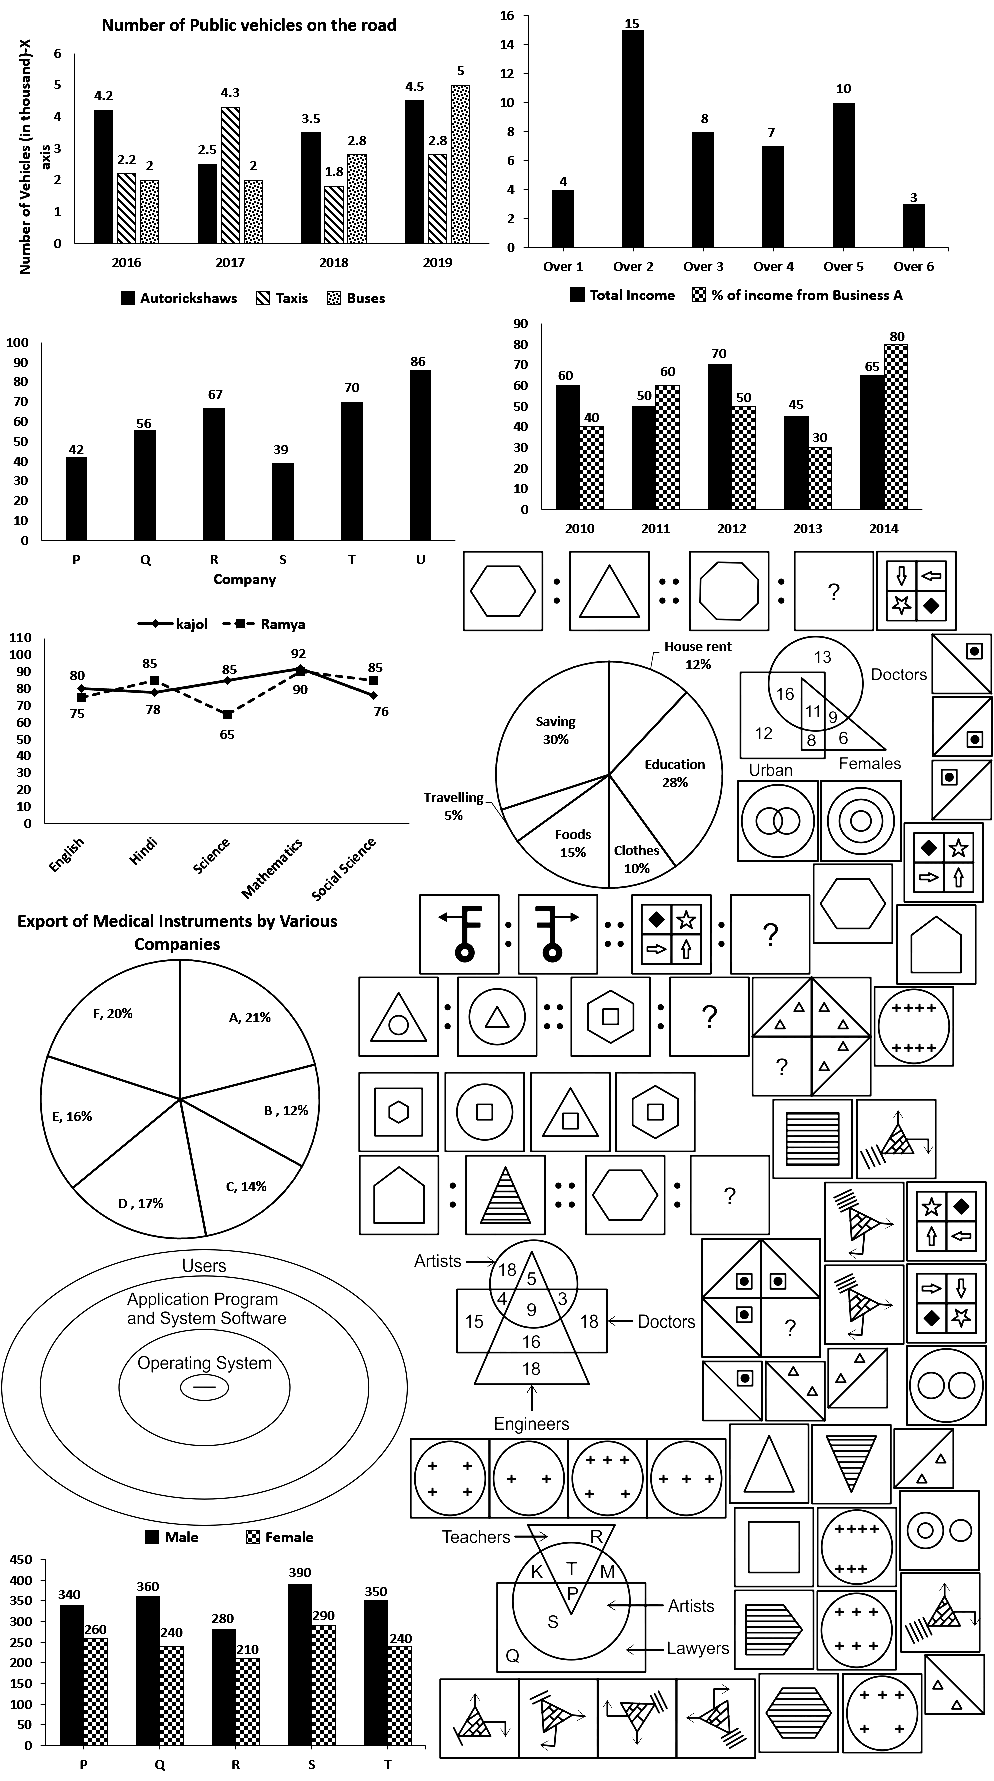 Number of Public vehicles on the road
Number of Vehicles (in thousand)-X
axis
6
5
4
3
2
1
0
4.2
2.2
2
2.5
4.3
2
3.5
1.8
2.8
4.5
2.8
5
2016
2017
2018
2019
Autorickshaws
Taxis
Buses
16
14
12
10
8
6
4
2
0
4
15
8
7
10
3
Over 1
Over 2
Over 3
Over 4
Over 5
Over 6
Total Income
% of income from Business A
90
80
70
60
50
40
30
20
10
0
60
40
50
60
70
50
45
30
65
80
2010
2011
2012
2013
2014
100
90
80
70
60
50
40
30
20
10
0
42
56
67
39
70
86
P
Q
R
S
T
U
Company
?
kajol
Ramya
110
100
90
80
70
60
50
40
30
20
10
0
80
85
85
92
85
75
78
65
90
76
English
Hindi
Science
Mathematics
Social Science
House rent
12%
Saving
30%
Education
28%
Travelling
5%
Foods
15%
Clothes
10%
13
Doctors
16
11
9
12
8
6
Urban
Females
?
Export of Medical Instruments by Various
Companies
F, 20%
A, 21%
E, 16%
B , 12%
D , 17%
C, 14%
?
?
?
Users
Application Program
and System Software
Operating System
Artists
18
5
4
3
9
15
18
Doctors
16
18
Engineers
?
Teachers
R
K
T
M
P
S
Q
Artists
Lawyers
Male
Female
450
400
350
300
250
200
150
100
50
0
340
260
360
240
280
210
390
290
350
240
P
Q
R
S
T